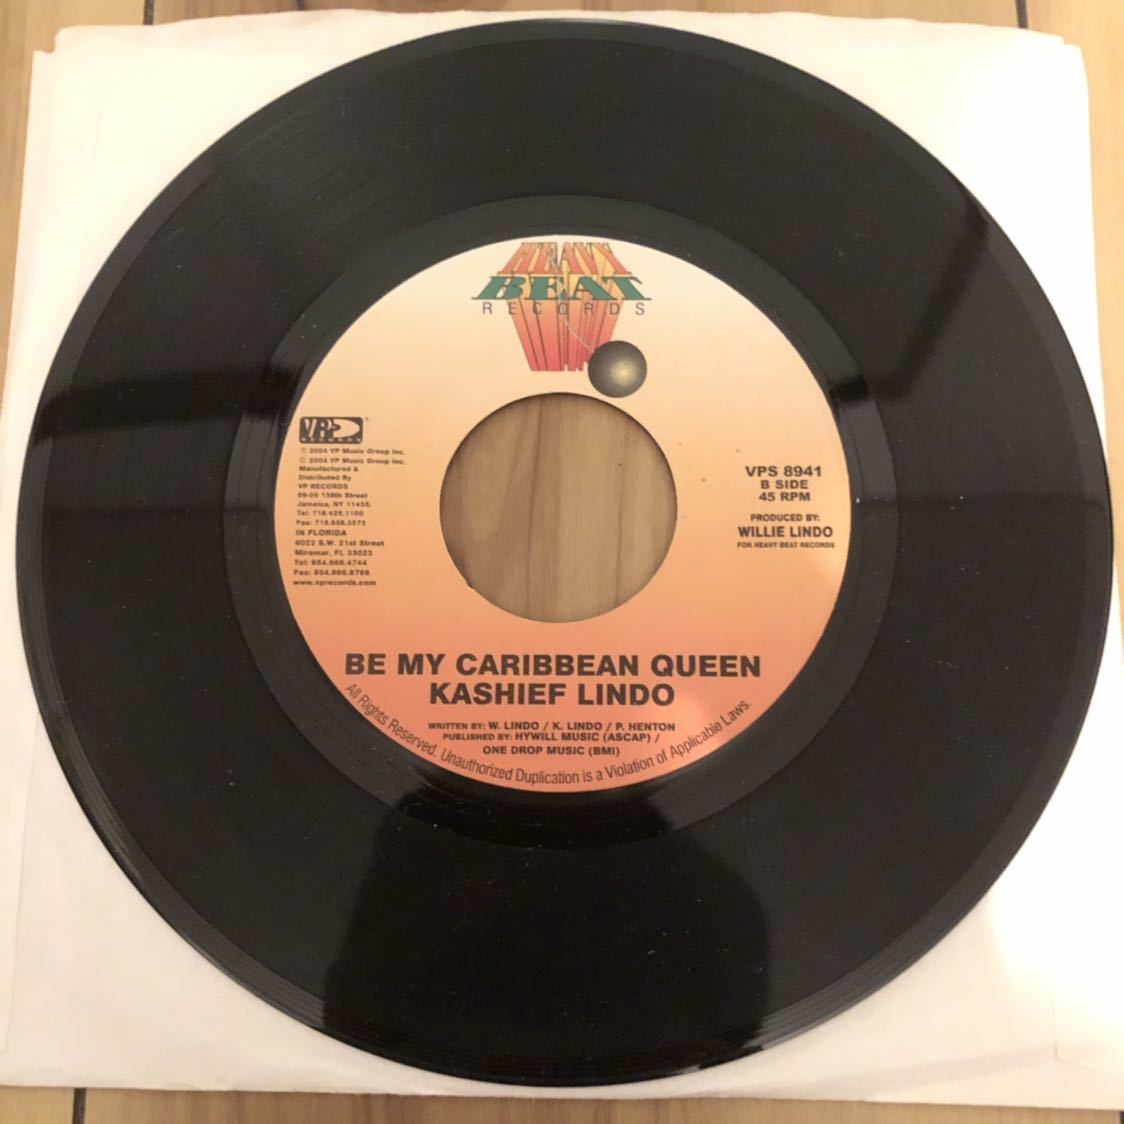 HEAVY
BEAT
RECORDS
VP
RECORDS
℗ 2004 VP Music Group Inc.
© 2004 VP Music Group Inc.
Manufactured &
Distributed By
VP RECORDS
89-05 138th Street
Jamaica, NY 11435,
Tel: 718.425.1100
Fax: 718.658.3573
IN FLORIDA
6022 S.W. 21st Street
Miramar, FL 33023
Tel: 954.966.4744
Fax: 954.966.8766
www.vprecords.com
VPS 8941
B SIDE
45 RPM
PRODUCED BY:
WILLIE LINDO
FOR HEAVY BEAT RECORDS
BE MY CARIBBEAN QUEEN
KASHIEF LINDO
WRITTEN BY: W. LINDO / K. LINDO / P. HENTON
PUBLISHED BY: HYWILL MUSIC (ASCAP) /
ONE DROP MUSIC (BMI)
All Rights Reserved. Unauthorized Duplication is a Violation of Applicable Laws.